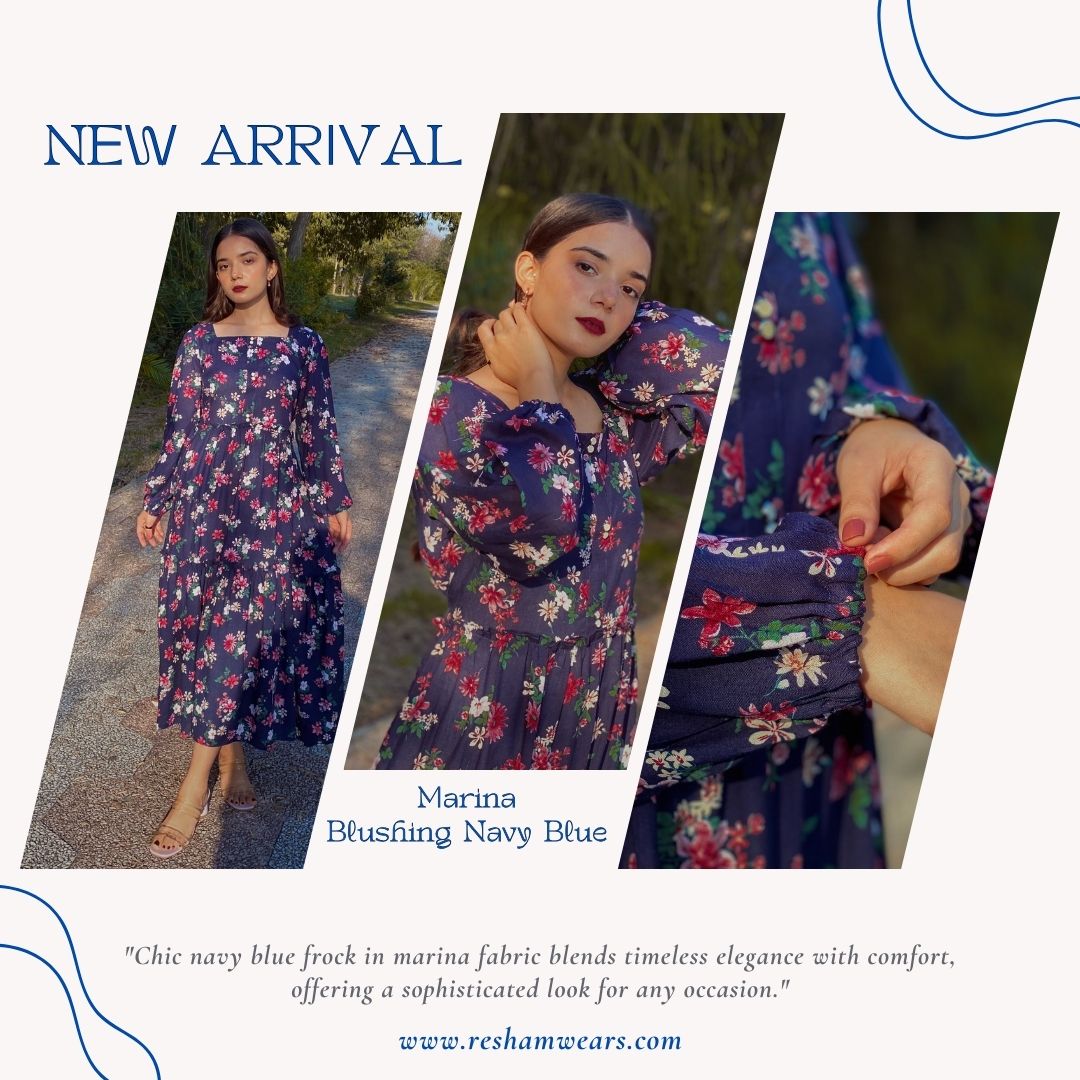 NEW ARRIVAL
Marina
Blushing Navy Blue
"Chic navy blue frock in marina fabric blends timeless elegance with comfort,
offering a sophisticated look for any occasion."
www.reshamwears.com